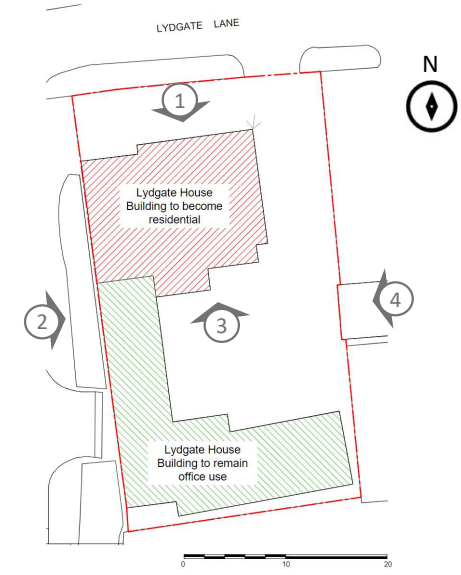 LYDGATE LANE
N
1
Lydgate House
Building to become
residential
2
3
4
Lydgate House
Building to remain
office use
0 10 20